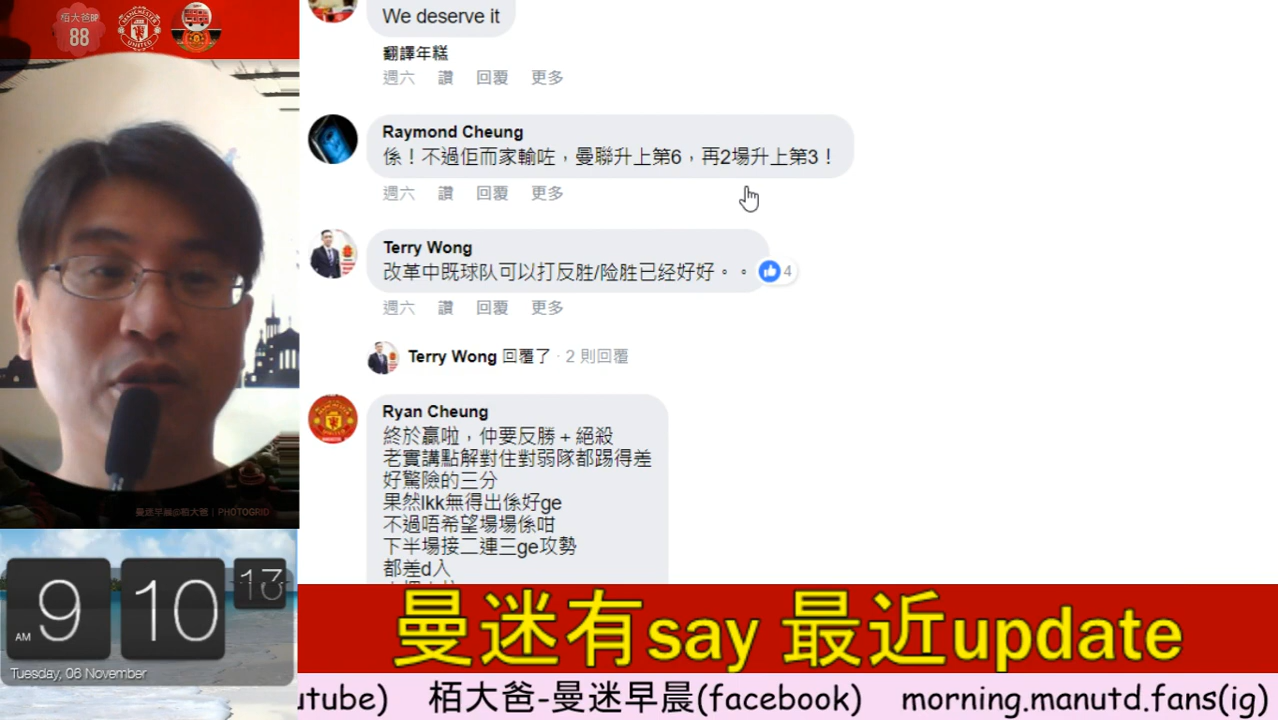 栢大爸
88
MANCHESTER
UNITED
We deserve it
翻譯年糕
週六 讚 回覆 更多
Raymond Cheung
係！不過佢而家輸咗，曼聯升上第6，再2場升上第3！
週六 讚 回覆 更多
Terry Wong
改革中既球队可以打反胜/险胜已经好好。。 4
週六 讚 回覆 更多
Terry Wong 回覆了 · 2 則回覆
Ryan Cheung
終於贏啦，仲要反勝＋絕殺
老實講點解對住對弱隊都踢得差
好驚險的三分
果然lkk無得出係好ge
不過唔希望場場係咁
下半場接二連三ge攻勢
都差d入
曼迷早晨@栢大爸 | PHOTOGRID
AM 9 10 13
Tuesday, 06 November
曼迷有say 最近update
utube) 栢大爸-曼迷早晨(facebook) morning.manutd.fans(ig)